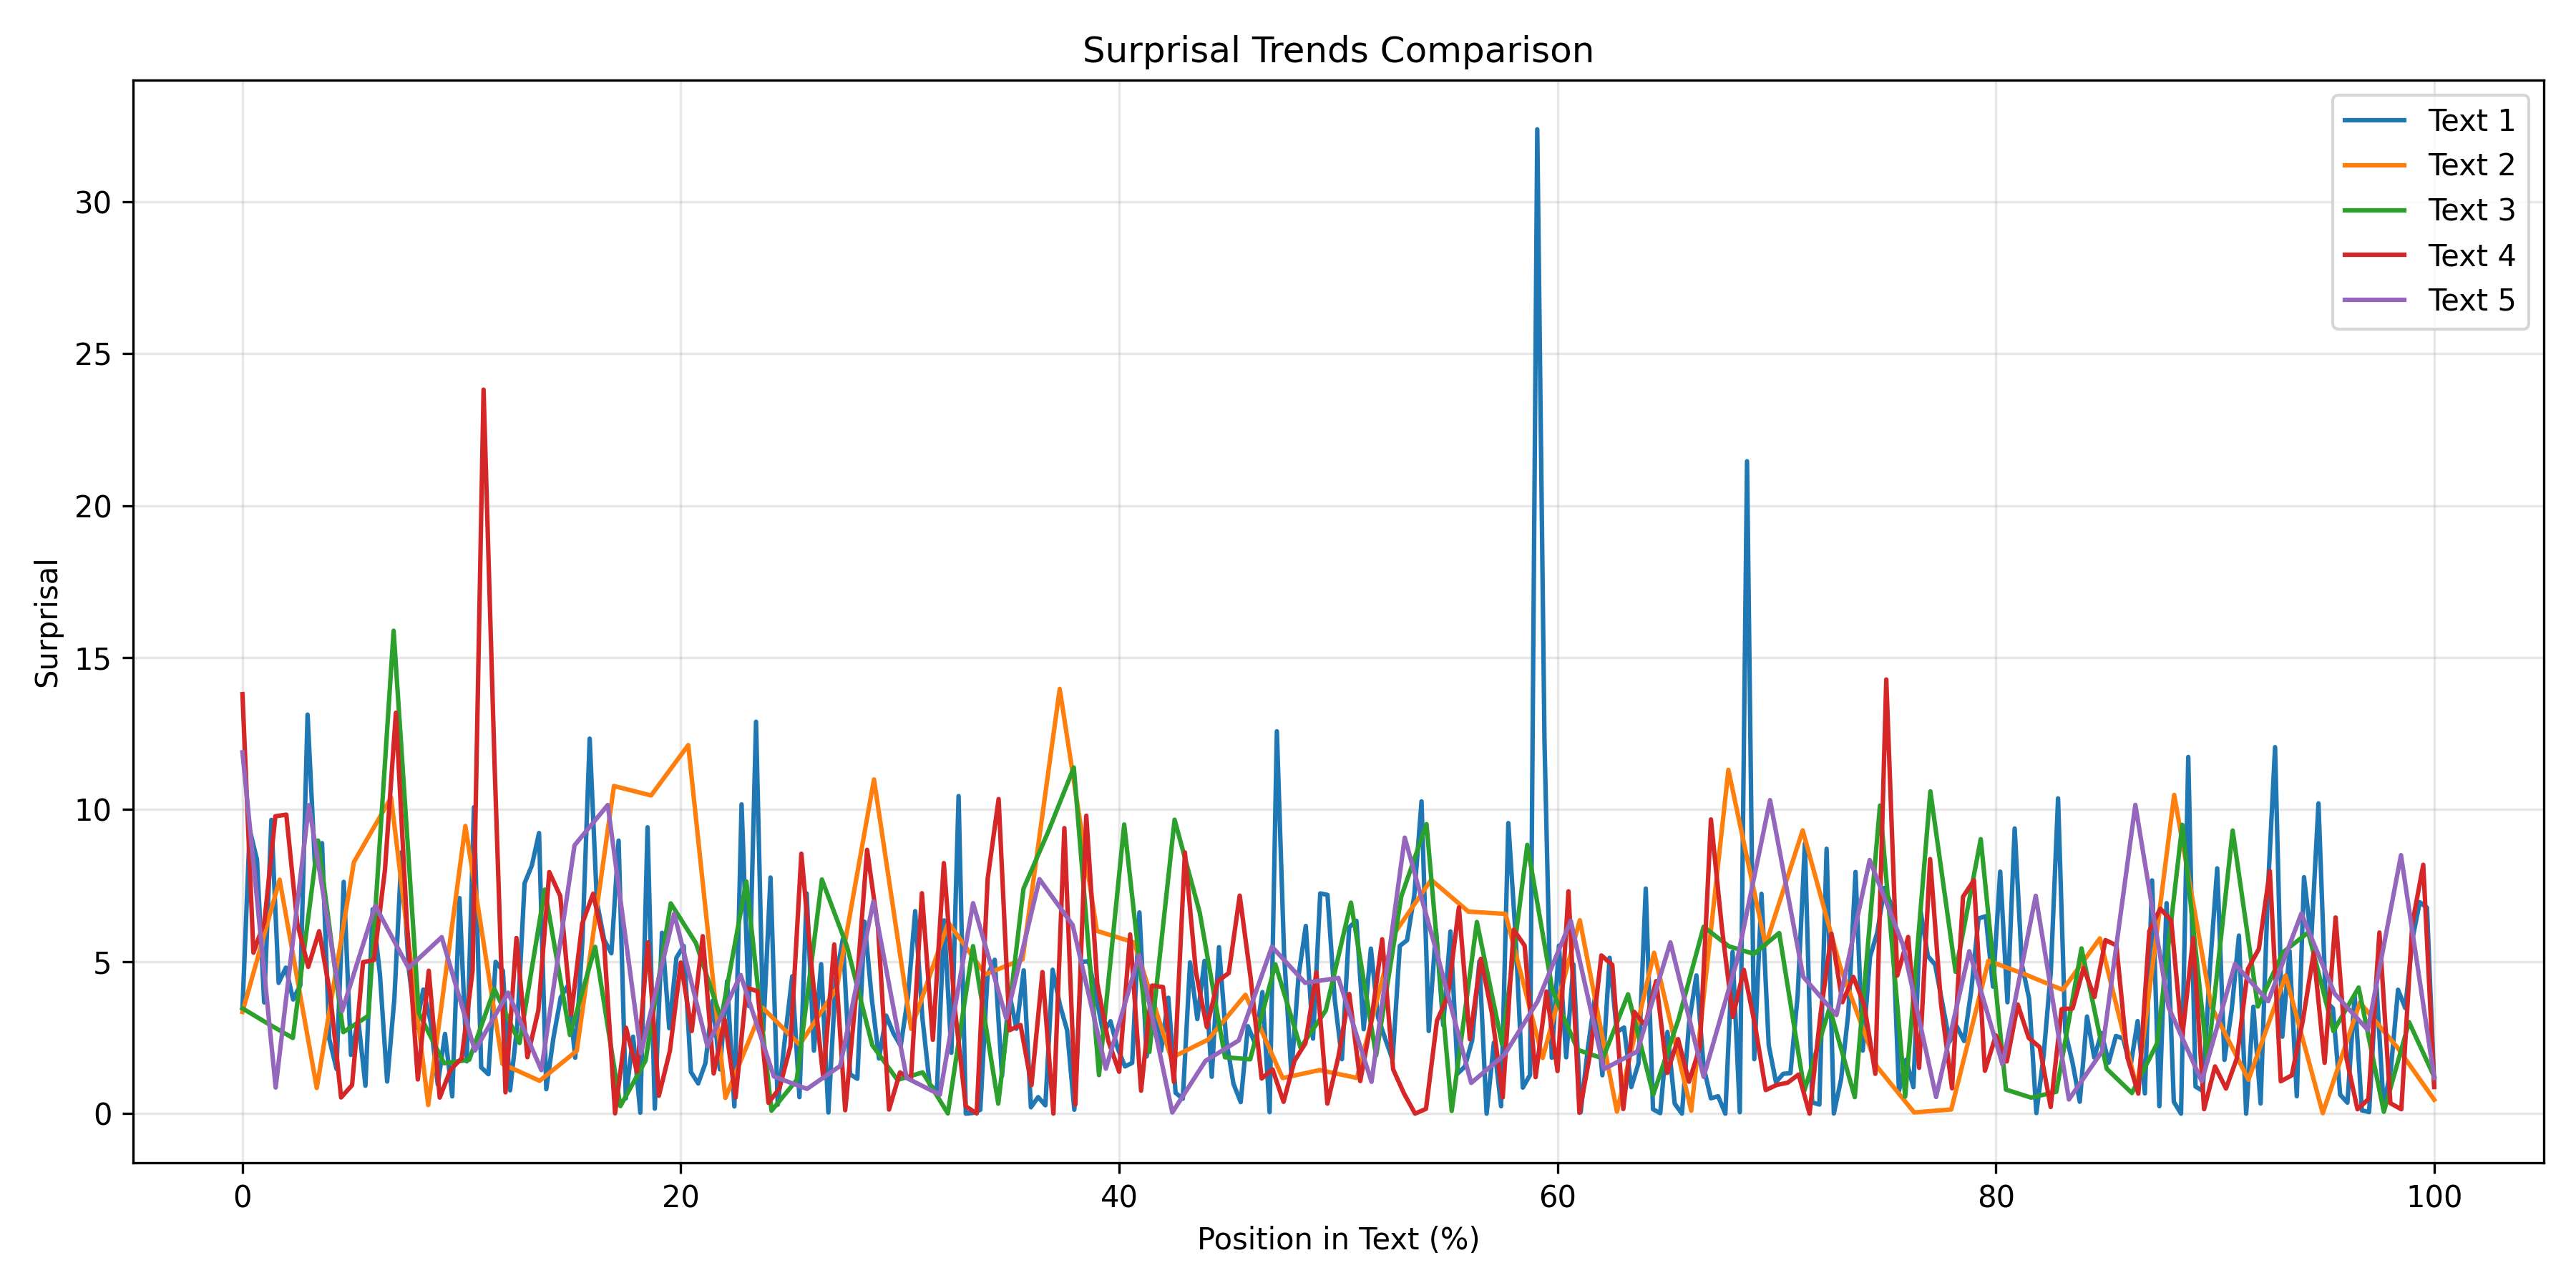 Surprisal Trends Comparison
Text 1
Text 2
Text 3
Text 4
Text 5
Surprisal
30
25
20
15
10
5
0
0 20 40 60 80 100
Position in Text (%)